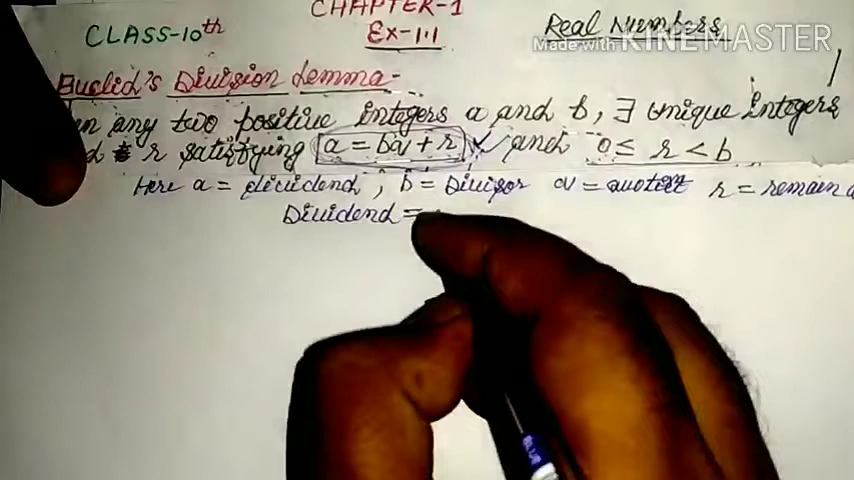 CHAPTER-1
CLASS-10th Ex-1.1 Real Numbers
Made with KINEMASTER
Euclid's Division Lemma-
any two positive integers a and b, ∃ unique Integers
r satisfying a = bq + r and 0 ≤ r < b
Here a = dividend, b = Divisor q = quotient r = remain
Dividend =